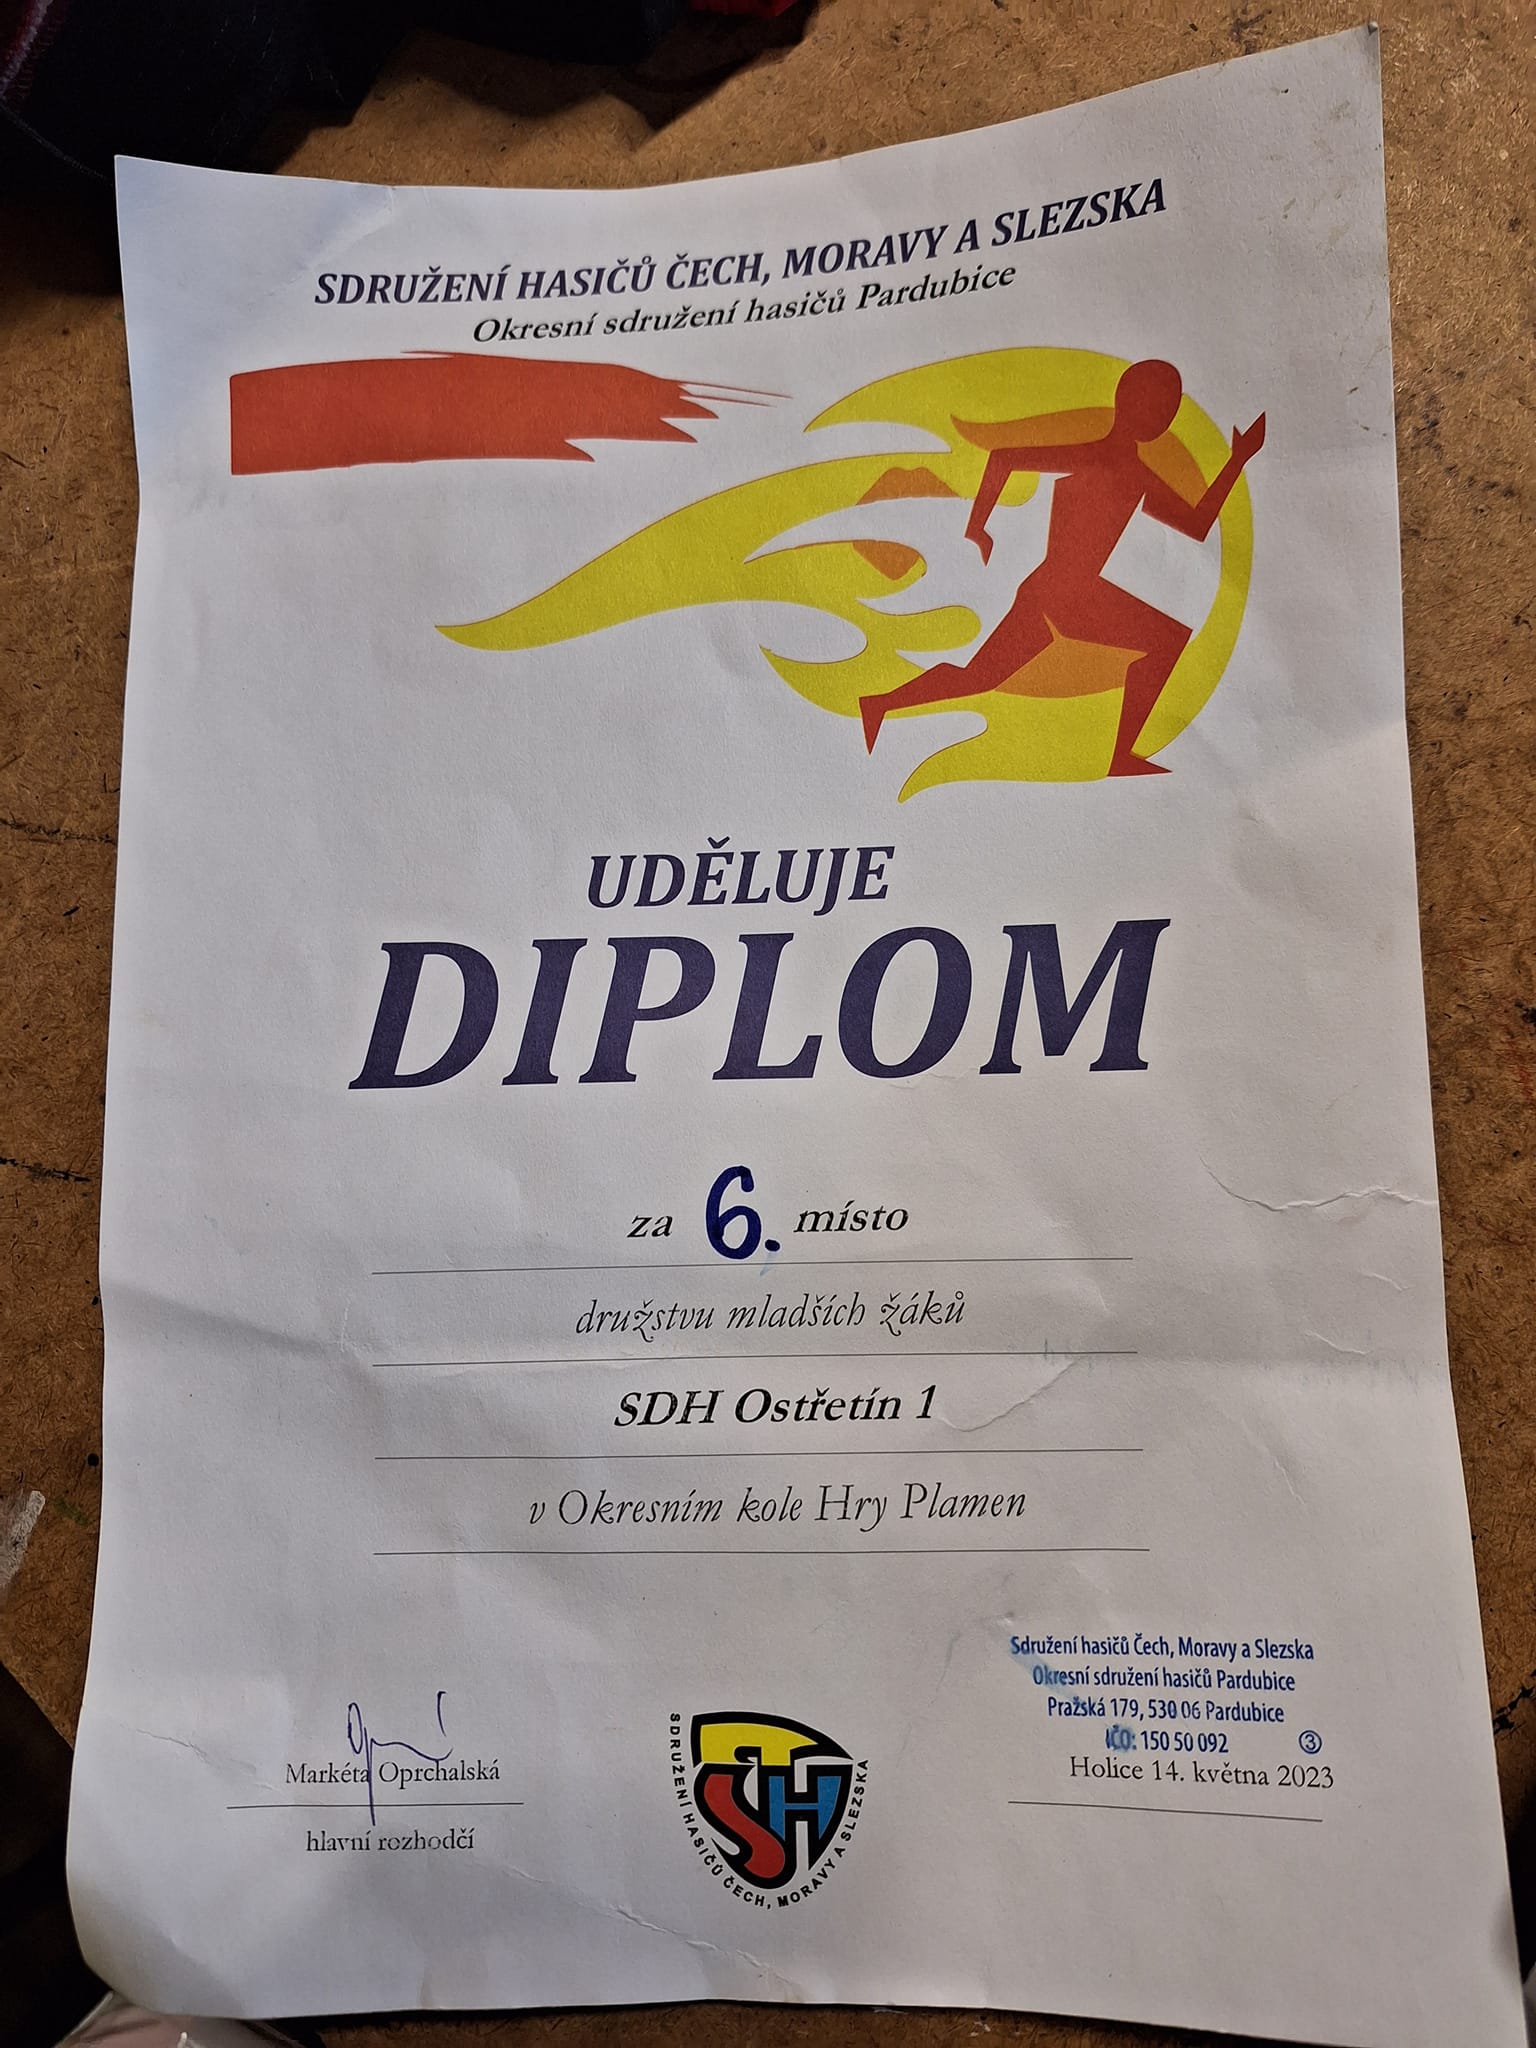 SDRUŽENÍ HASIČŮ ČECH, MORAVY A SLEZSKA
Okresní sdružení hasičů Pardubice
UDĚLUJE
DIPLOM
za 6. místo
družstvu mladších žáků
SDH Ostřetín 1
v Okresním kole Hry Plamen
Sdružení hasičů Čech, Moravy a Slezska
Okresní sdružení hasičů Pardubice
Pražská 179, 530 06 Pardubice
IČO: 150 50 092 3
Holice 14. května 2023
Markéta Oprchalská
hlavní rozhodčí
SH
SDRUŽENÍ HASIČŮ ČECH, MORAVY A SLEZSKA